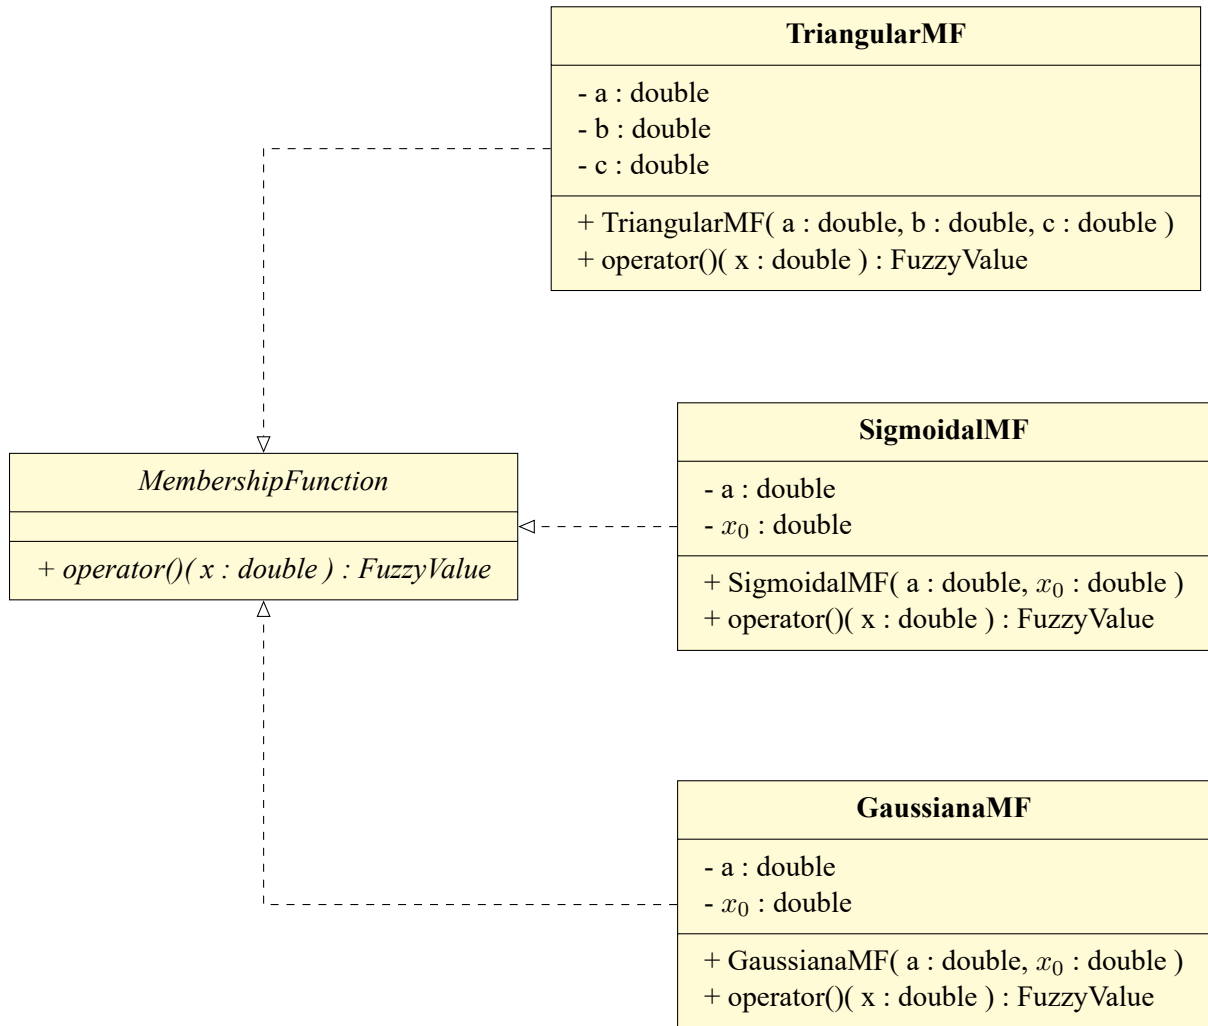 TriangularMF
- a : double
- b : double
- c : double
+ TriangularMF( a : double, b : double, c : double )
+ operator()( x : double ) : FuzzyValue
MembershipFunction
+ operator()( x : double ) : FuzzyValue
SigmoidalMF
- a : double
- x₀ : double
+ SigmoidalMF( a : double, x₀ : double )
+ operator()( x : double ) : FuzzyValue
GaussianaMF
- a : double
- x₀ : double
+ GaussianaMF( a : double, x₀ : double )
+ operator()( x : double ) : FuzzyValue